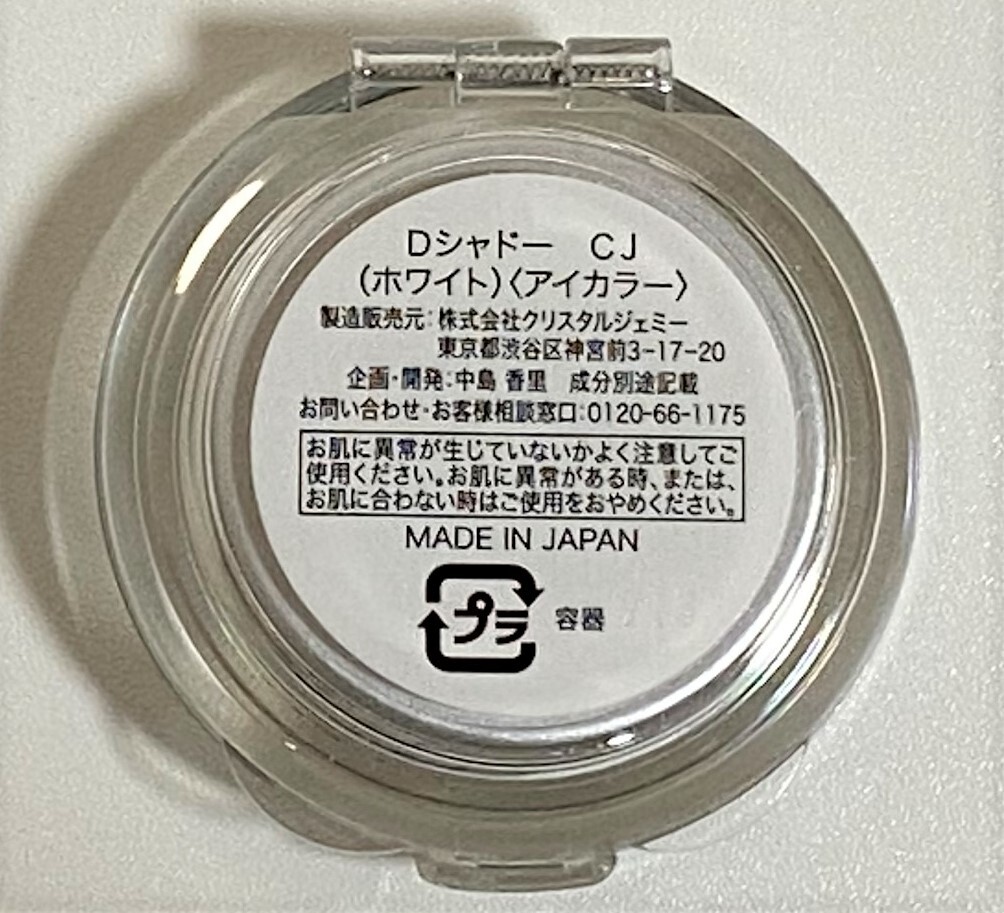 Dシャドー　CJ
(ホワイト)〈アイカラー〉
製造販売元:株式会社クリスタルジェミー
東京都渋谷区神宮前3-17-20
企画・開発:中島 香里　成分別途記載
お問い合わせ・お客様相談窓口:0120-66-1175
お肌に異常が生じていないかよく注意してご
使用ください。お肌に異常がある時、または、
お肌に合わない時はご使用をおやめください。
MADE IN JAPAN
プラ 容器